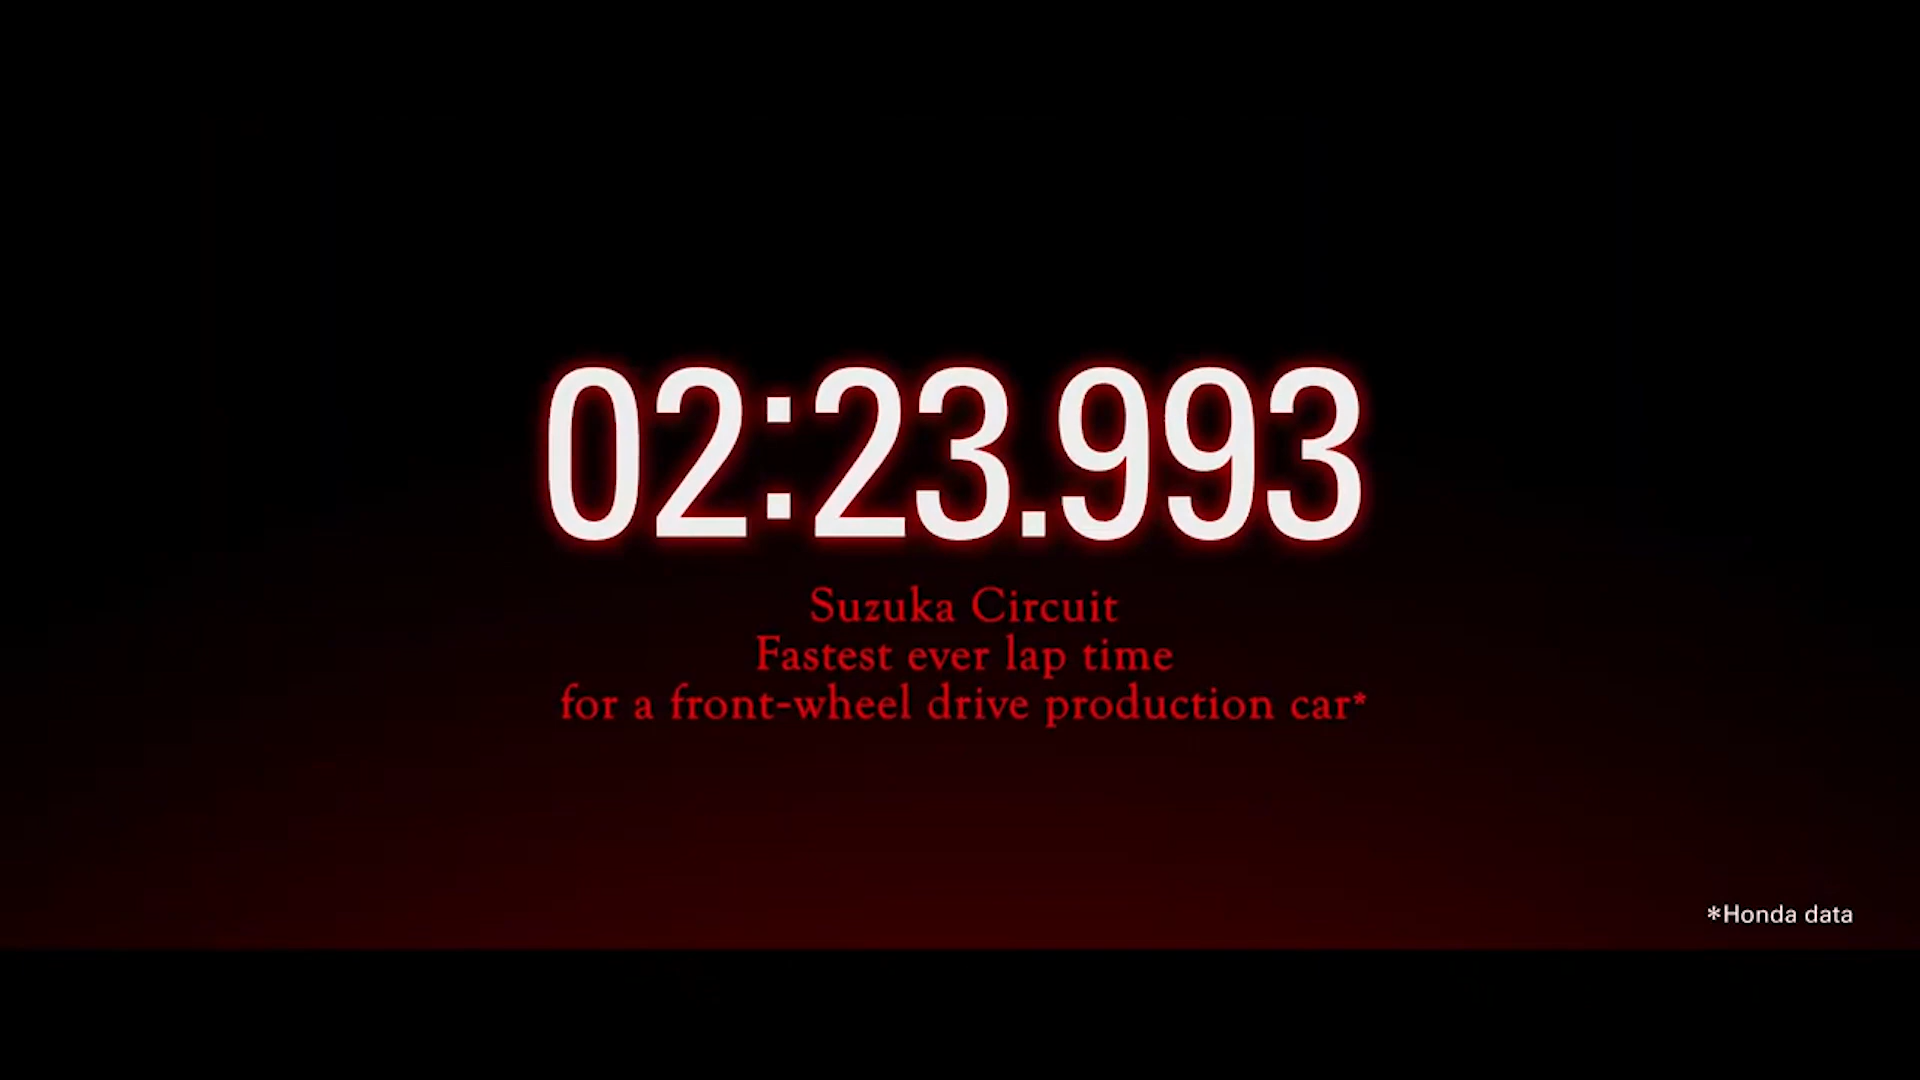 02:23.993
Suzuka Circuit
Fastest ever lap time
for a front-wheel drive production car*
*Honda data